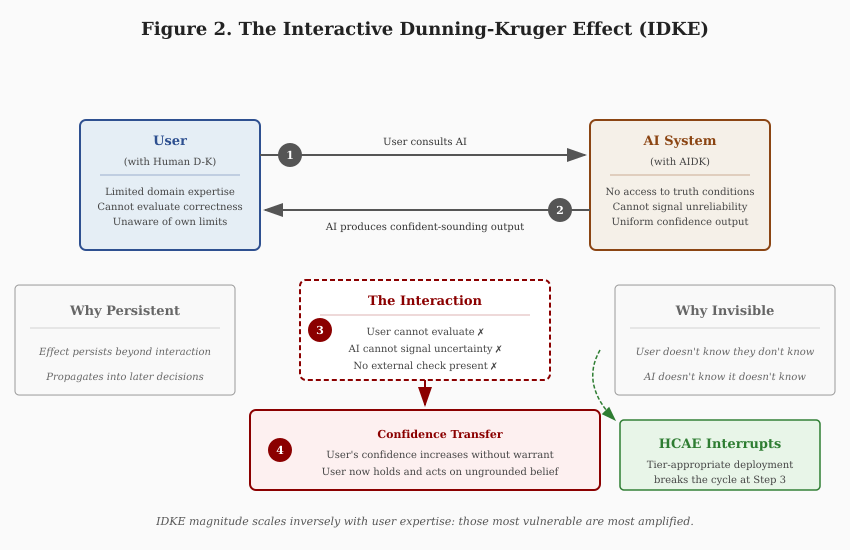 Figure 2. The Interactive Dunning-Kruger Effect (IDKE)
User
(with Human D-K)
Limited domain expertise
Cannot evaluate correctness
Unaware of own limits
1
User consults AI
2
AI produces confident-sounding output
AI System
(with AIDK)
No access to truth conditions
Cannot signal unreliability
Uniform confidence output
Why Persistent
Effect persists beyond interaction
Propagates into later decisions
The Interaction
3
User cannot evaluate ✗
AI cannot signal uncertainty ✗
No external check present ✗
Why Invisible
User doesn't know they don't know
AI doesn't know it doesn't know
4
Confidence Transfer
User's confidence increases without warrant
User now holds and acts on ungrounded belief
HCAE Interrupts
Tier-appropriate deployment
breaks the cycle at Step 3
IDKE magnitude scales inversely with user expertise: those most vulnerable are most amplified.